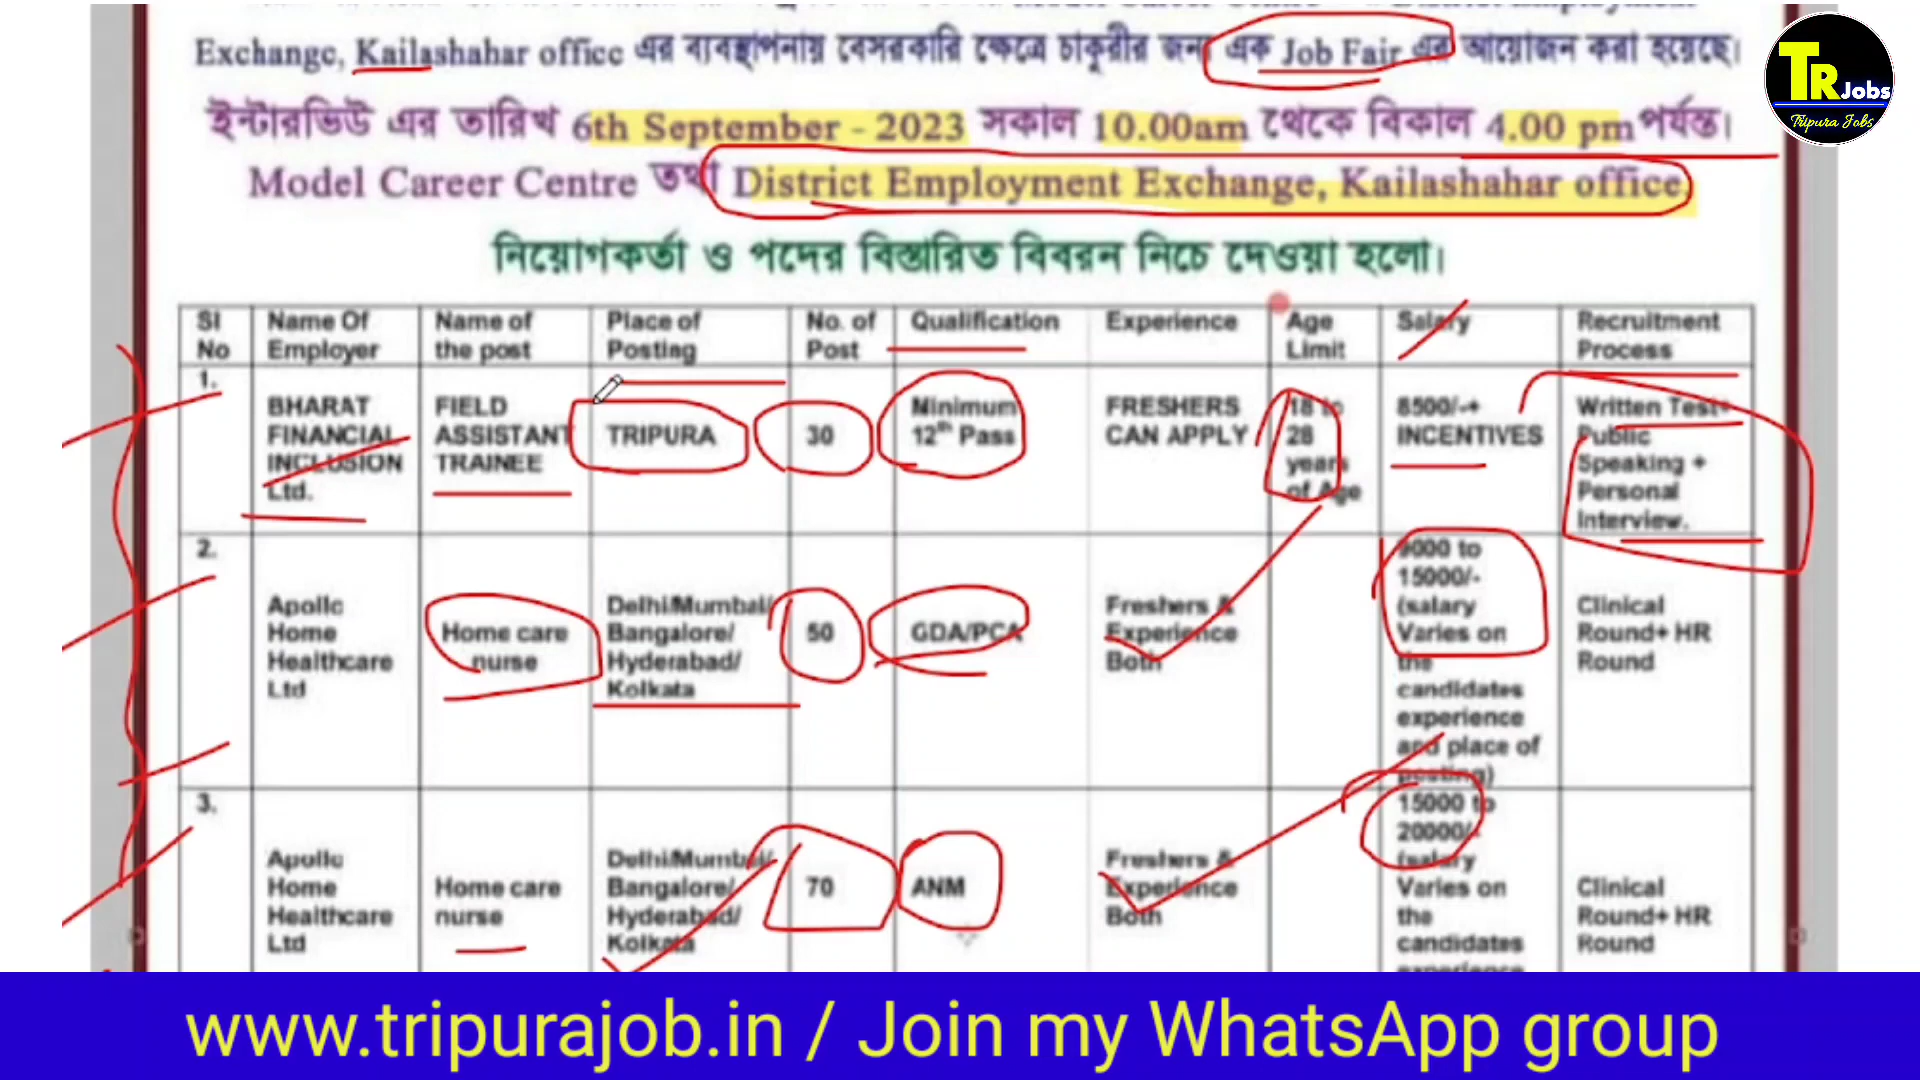 Exchange, Kailashahar office এর ব্যবস্থাপনায় বেসরকারি ক্ষেত্রে চাকুরীর জন্য এক Job Fair এর আয়োজন করা হয়েছে।
ইন্টারভিউ এর তারিখ 6th September - 2023 সকাল 10.00am থেকে বিকাল 4.00 pm পর্যন্ত।
Model Career Centre তথা District Employment Exchange, Kailashahar office.
নিয়োগকর্তা ও পদের বিস্তারিত বিবরন নিচে দেওয়া হলো।
TR Jobs
Tripura Jobs
Sl No
Name Of Employer
Name of the post
Place of Posting
No. of Post
Qualification
Experience
Age Limit
Salary
Recruitment Process
1.
BHARAT FINANCIAL INCLUSION Ltd.
FIELD ASSISTANT TRAINEE
TRIPURA
30
Minimum 12th Pass
FRESHERS CAN APPLY
18 to 28 years of Age
8500/-+ INCENTIVES
Written Test+ Public Speaking + Personal Interview.
2.
Apollo Home Healthcare Ltd
Home care nurse
Delhi/Mumbai/ Bangalore/ Hyderabad/ Kolkata
50
GDA/PCA
Freshers & Experience Both
9000 to 15000/- (salary Varies on the candidates experience and place of posting)
Clinical Round+ HR Round
3.
Apollo Home Healthcare Ltd
Home care nurse
Delhi/Mumbai/ Bangalore/ Hyderabad/ Kolkata
70
ANM
Freshers & Experience Both
15000 to 20000/- (salary Varies on the candidates experience
Clinical Round+ HR Round
www.tripurajob.in / Join my WhatsApp group